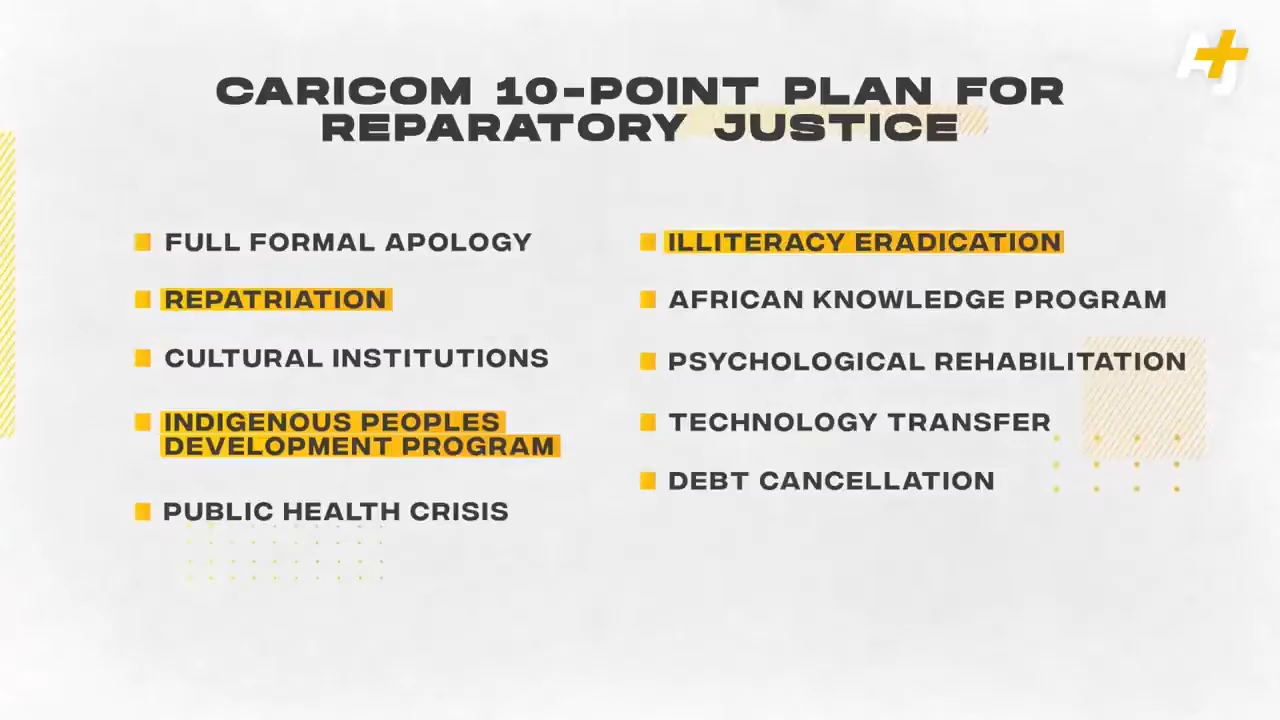 AJ+
CARICOM 10-POINT PLAN FOR
REPARATORY JUSTICE
FULL FORMAL APOLOGY
REPATRIATION
CULTURAL INSTITUTIONS
INDIGENOUS PEOPLES
DEVELOPMENT PROGRAM
PUBLIC HEALTH CRISIS
ILLITERACY ERADICATION
AFRICAN KNOWLEDGE PROGRAM
PSYCHOLOGICAL REHABILITATION
TECHNOLOGY TRANSFER
DEBT CANCELLATION